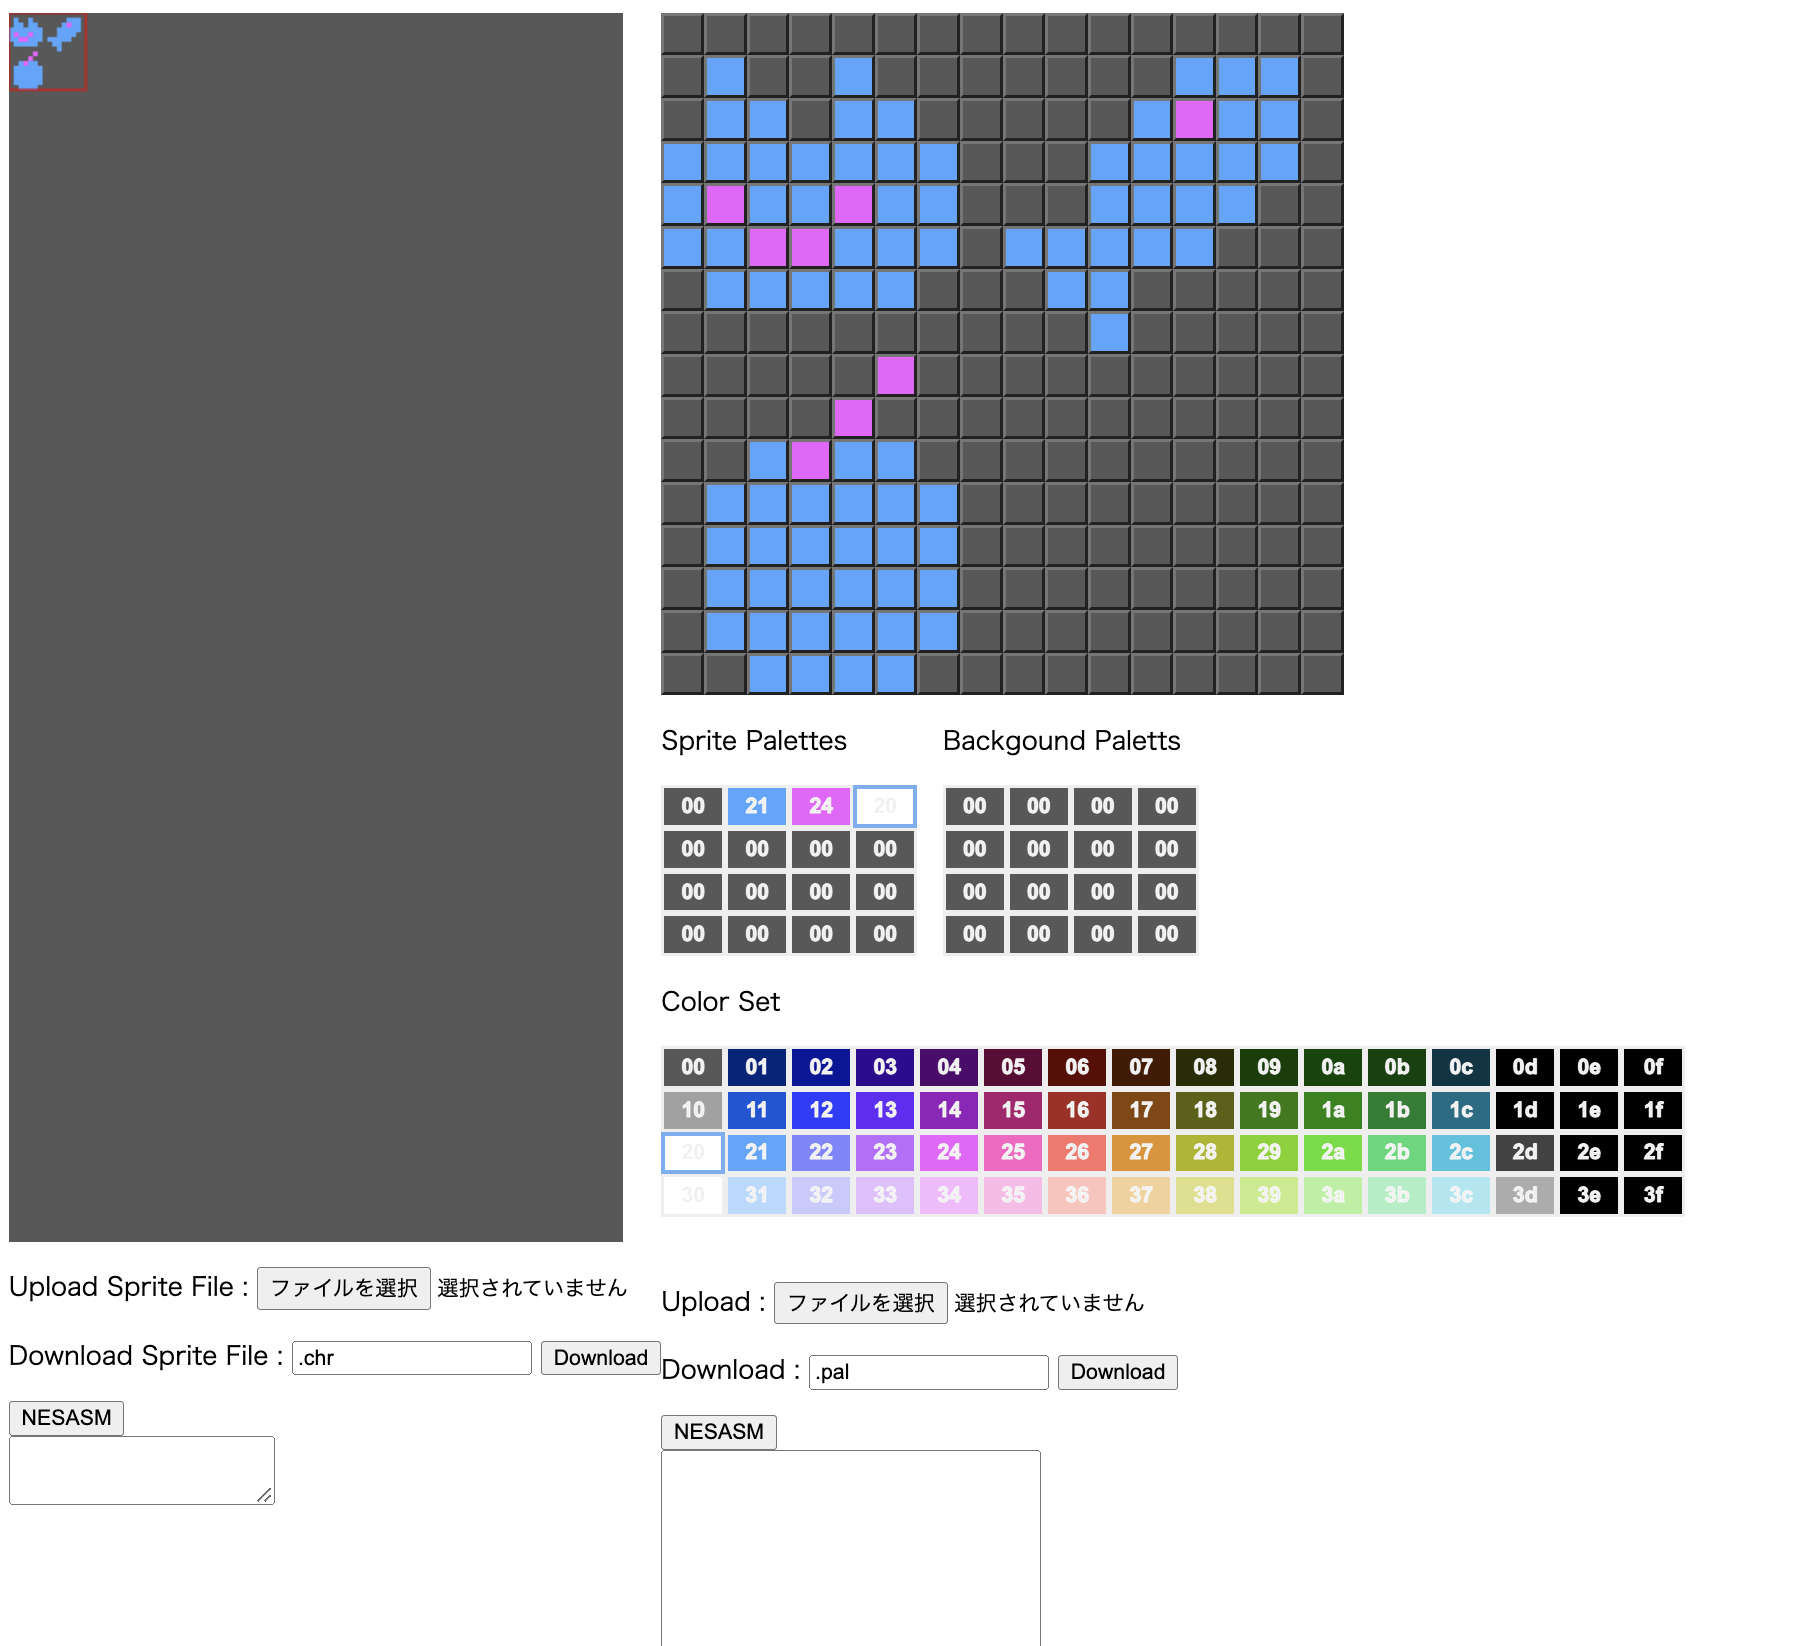 Sprite Palettes
Backgound Paletts
00 21 24 20
00 00 00 00
00 00 00 00
00 00 00 00
00 00 00 00
00 00 00 00
00 00 00 00
00 00 00 00
Color Set
00 01 02 03 04 05 06 07 08 09 0a 0b 0c 0d 0e 0f
10 11 12 13 14 15 16 17 18 19 1a 1b 1c 1d 1e 1f
20 21 22 23 24 25 26 27 28 29 2a 2b 2c 2d 2e 2f
30 31 32 33 34 35 36 37 38 39 3a 3b 3c 3d 3e 3f
Upload Sprite File : ファイルを選択 選択されていません
Download Sprite File : .chr Download
NESASM
Upload : ファイルを選択 選択されていません
Download : .pal Download
NESASM